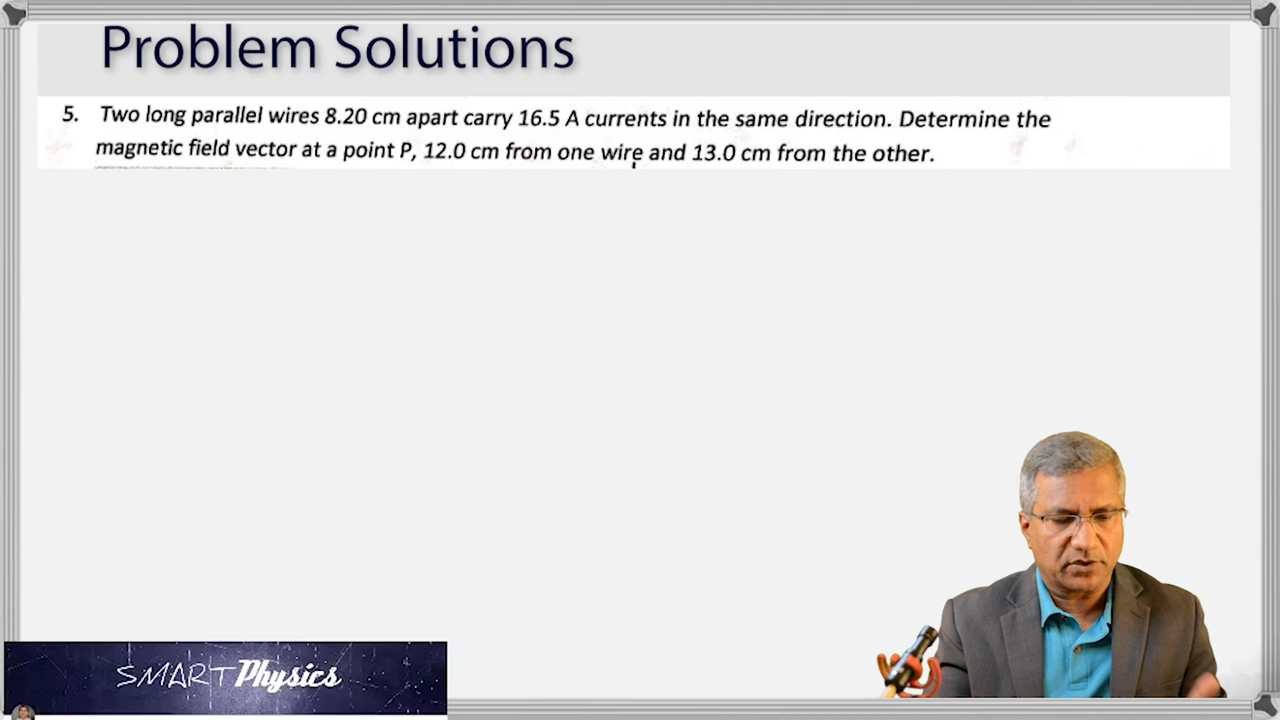 Problem Solutions
5. Two long parallel wires 8.20 cm apart carry 16.5 A currents in the same direction. Determine the
magnetic field vector at a point P, 12.0 cm from one wire and 13.0 cm from the other.
SMART Physics